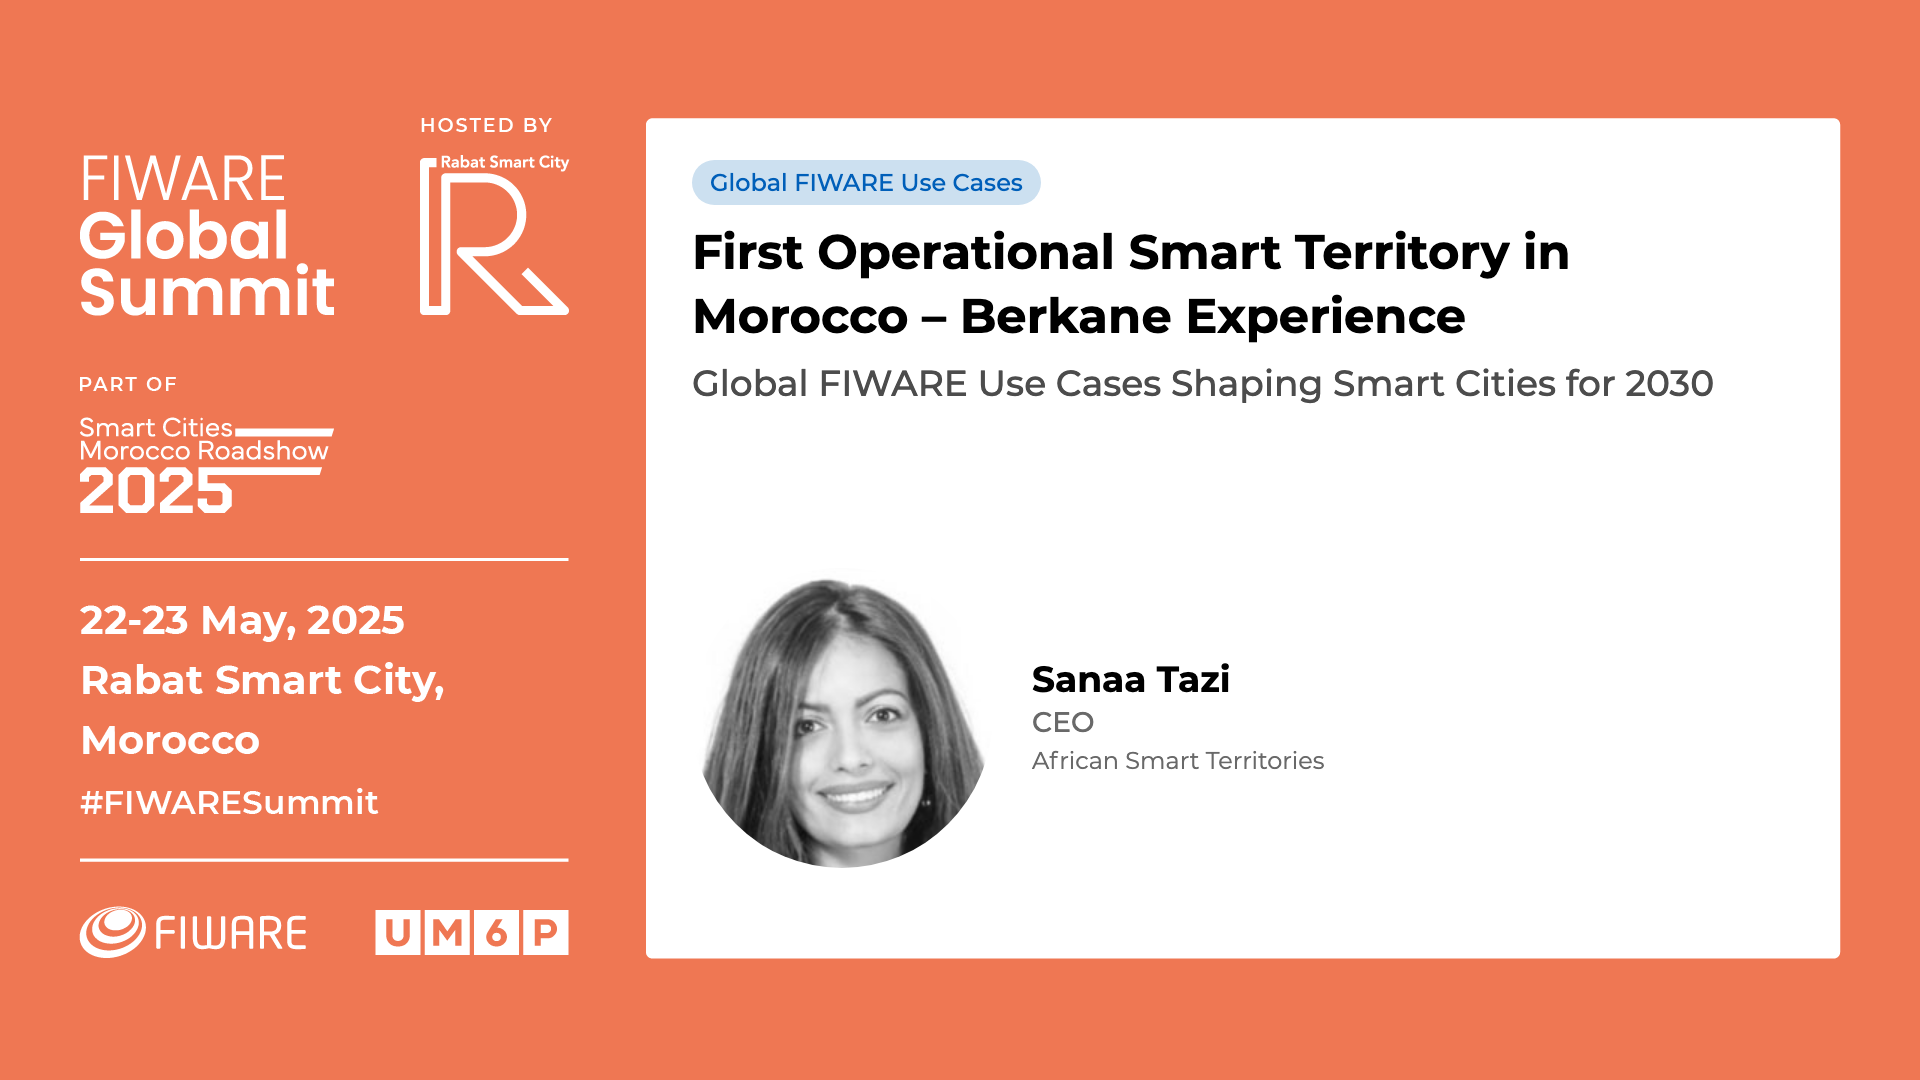 FIWARE
Global
Summit
HOSTED BY
Rabat Smart City
R
PART OF
Smart Cities
Morocco Roadshow
2025
22-23 May, 2025
Rabat Smart City,
Morocco
#FIWARESummit
FIWARE
UM6P
Global FIWARE Use Cases
First Operational Smart Territory in
Morocco – Berkane Experience
Global FIWARE Use Cases Shaping Smart Cities for 2030
Sanaa Tazi
CEO
African Smart Territories